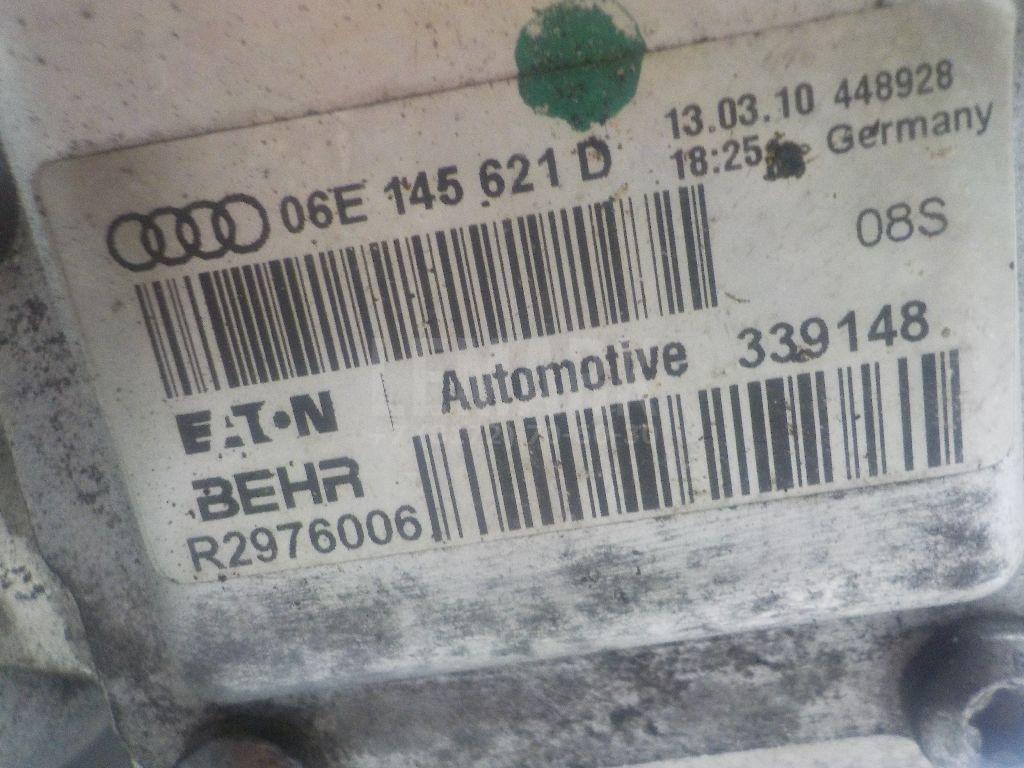 06E 145 621 D
13.03.10 448928
18:25 Germany
08S
EATON Automotive 339148
BEHR
R2976006